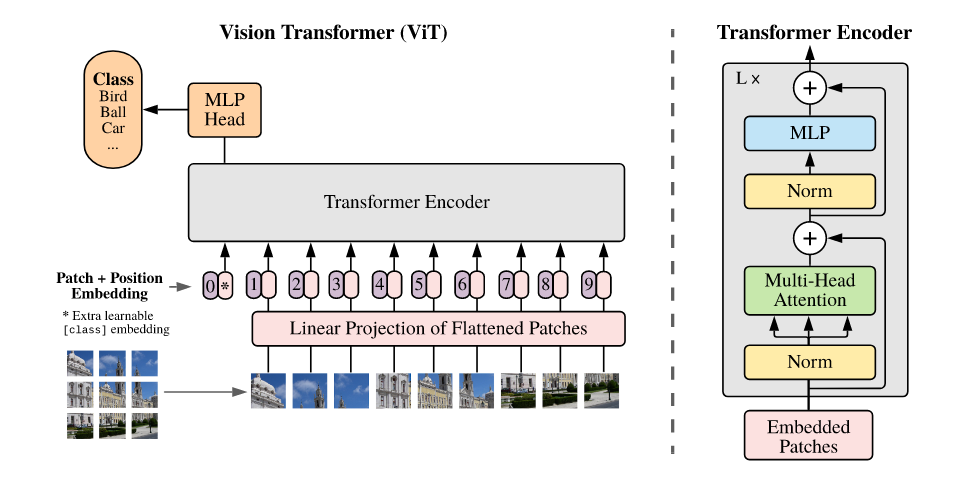 Vision Transformer (ViT)
Class
Bird
Ball
Car
...
MLP
Head
Transformer Encoder
Patch + Position
Embedding
0 *
1
2
3
4
5
6
7
8
9
* Extra learnable
[class] embedding
Linear Projection of Flattened Patches
Transformer Encoder
L x
+
MLP
Norm
+
Multi-Head
Attention
Norm
Embedded
Patches